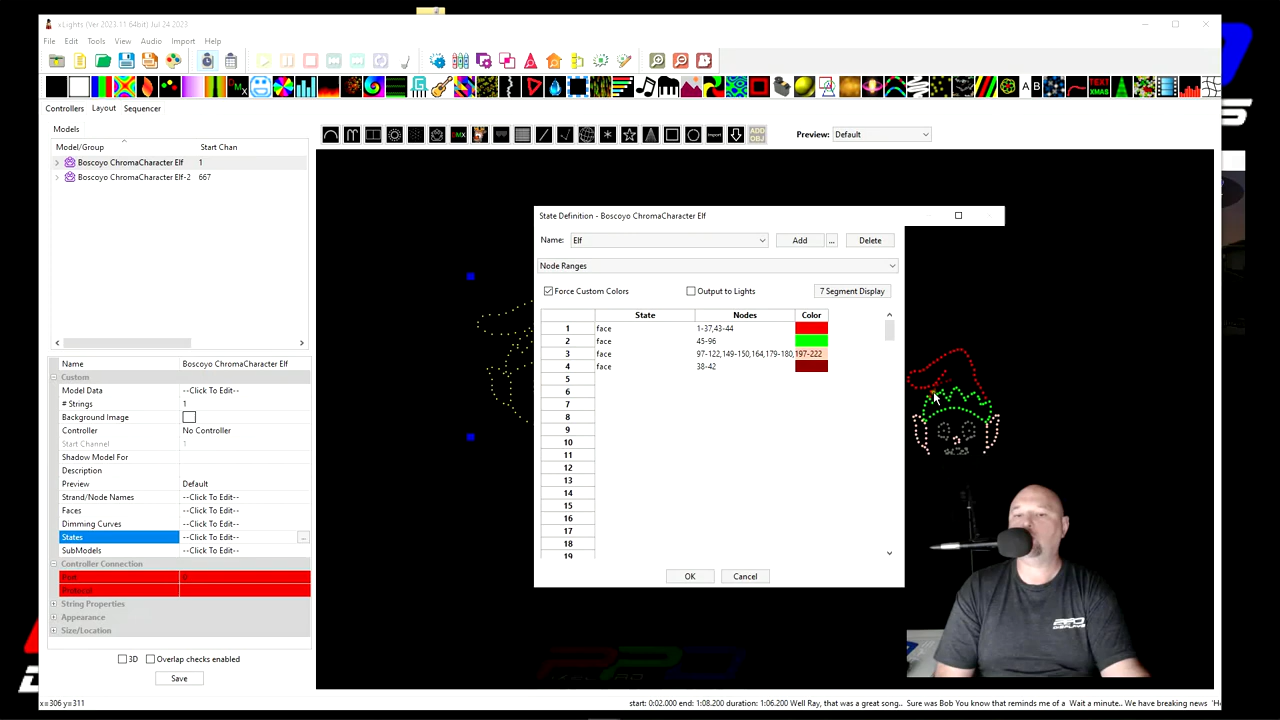 xLights (Ver 2023.11 64bit) Jul 24 2023
File Edit Tools View Audio Import Help
Controllers Layout Sequencer
Models
Preview: Default
Model/Group Start Chan
Boscoyo ChromaCharacter Elf 1
Boscoyo ChromaCharacter Elf-2 667
State Definition - Boscoyo ChromaCharacter Elf
Name: Elf Add ... Delete
Node Ranges
Force Custom Colors Output to Lights 7 Segment Display
State Nodes Color
1 face 1-37,43-44
2 face 45-96
3 face 97-122,149-150,164,179-180,197-222
4 face 38-42
5
6
7
8
9
10
11
12
13
14
15
16
17
18
19
OK Cancel
Name Boscoyo ChromaCharacter Elf
Custom
Model Data --Click To Edit--
# Strings 1
Background Image
Controller No Controller
Start Channel 1
Shadow Model For
Description
Preview Default
Strand/Node Names --Click To Edit--
Faces --Click To Edit--
Dimming Curves --Click To Edit--
States --Click To Edit-- ...
SubModels --Click To Edit--
Controller Connection
Port 0
Protocol
String Properties
Appearance
Size/Location
3D Overlap checks enabled
Save
x=306 y=311
start: 0:02.000 end: 1:08.200 duration: 1:06.200 Well Ray, that was a great song.. Sure was Bob You know that reminds me of a Wait a minute.. We have breaking news